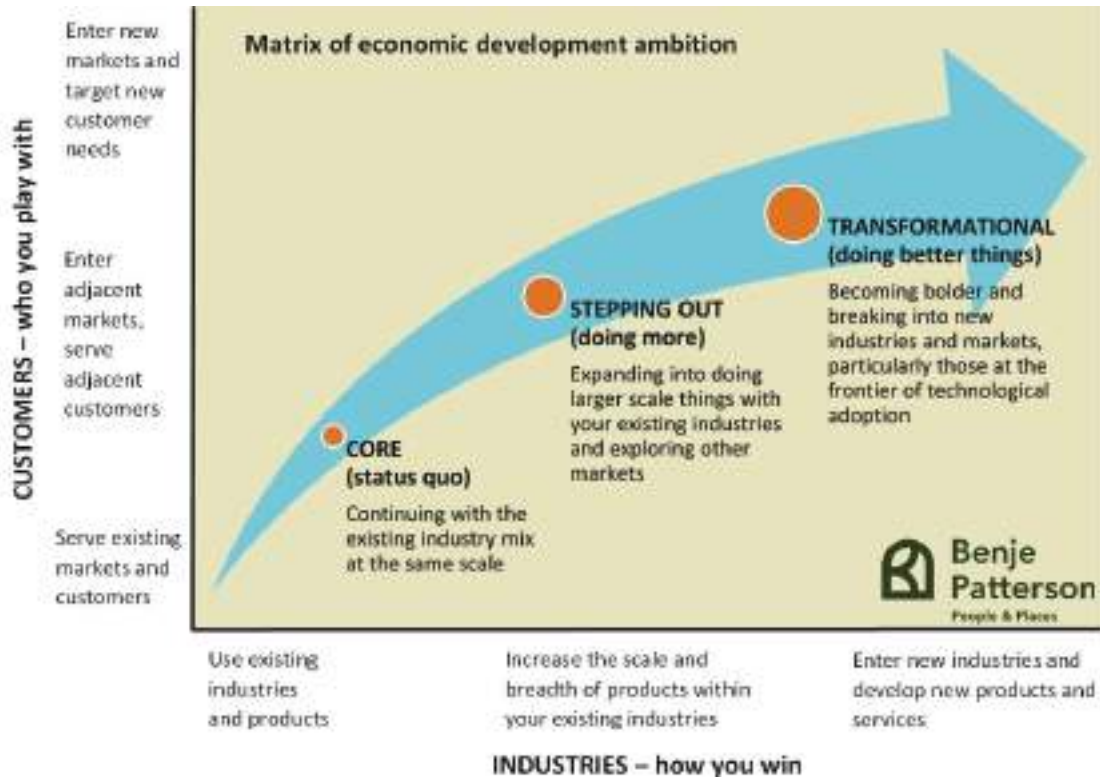 Matrix of economic development ambition
CUSTOMERS – who you play with
Enter new
markets and
target new
customer
needs
Enter
adjacent
markets,
serve
adjacent
customers
Serve existing
markets and
customers
CORE
(status quo)
Continuing with the
existing industry mix
at the same scale
STEPPING OUT
(doing more)
Expanding into doing
larger scale things with
your existing industries
and exploring other
markets
TRANSFORMATIONAL
(doing better things)
Becoming bolder and
breaking into new
industries and markets,
particularly those at the
frontier of technological
adoption
Benje
Patterson
People & Places
Use existing
industries
and products
Increase the scale and
breadth of products within
your existing industries
Enter new industries and
develop new products and
services
INDUSTRIES – how you win